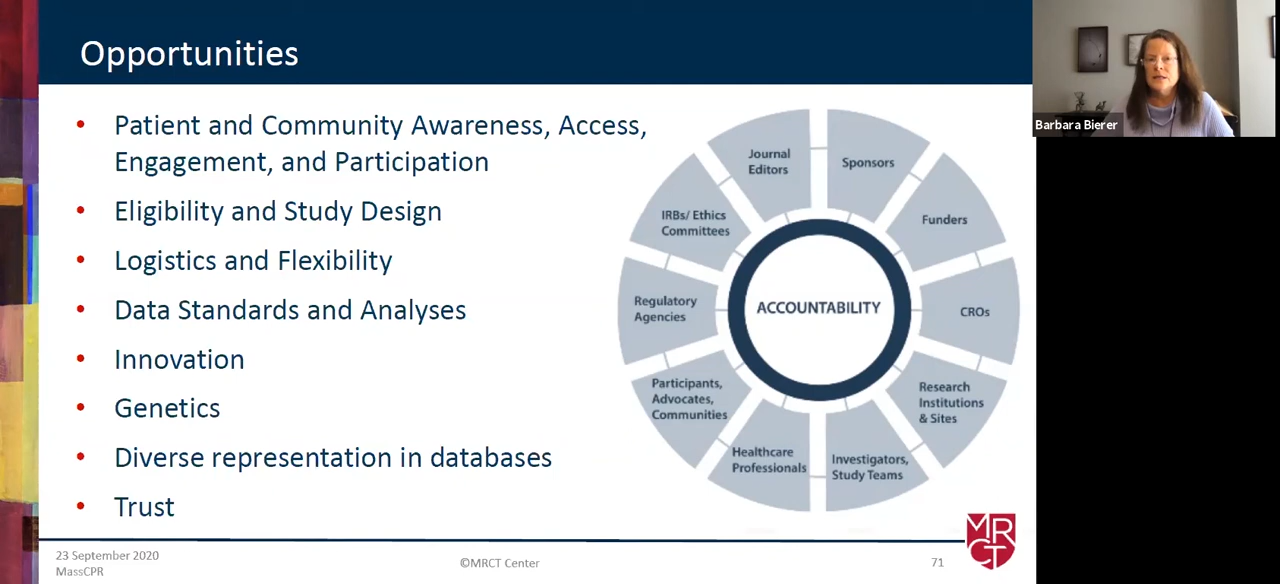 Opportunities
• Patient and Community Awareness, Access,
Engagement, and Participation
• Eligibility and Study Design
• Logistics and Flexibility
• Data Standards and Analyses
• Innovation
• Genetics
• Diverse representation in databases
• Trust
Journal
Editors
Sponsors
Funders
CROs
Research
Institutions
& Sites
Investigators,
Study Teams
Healthcare
Professionals
Participants,
Advocates,
Communities
Regulatory
Agencies
IRBs/ Ethics
Committees
ACCOUNTABILITY
23 September 2020
MassCPR
©MRCT Center
71
MR
CT
Barbara Bierer